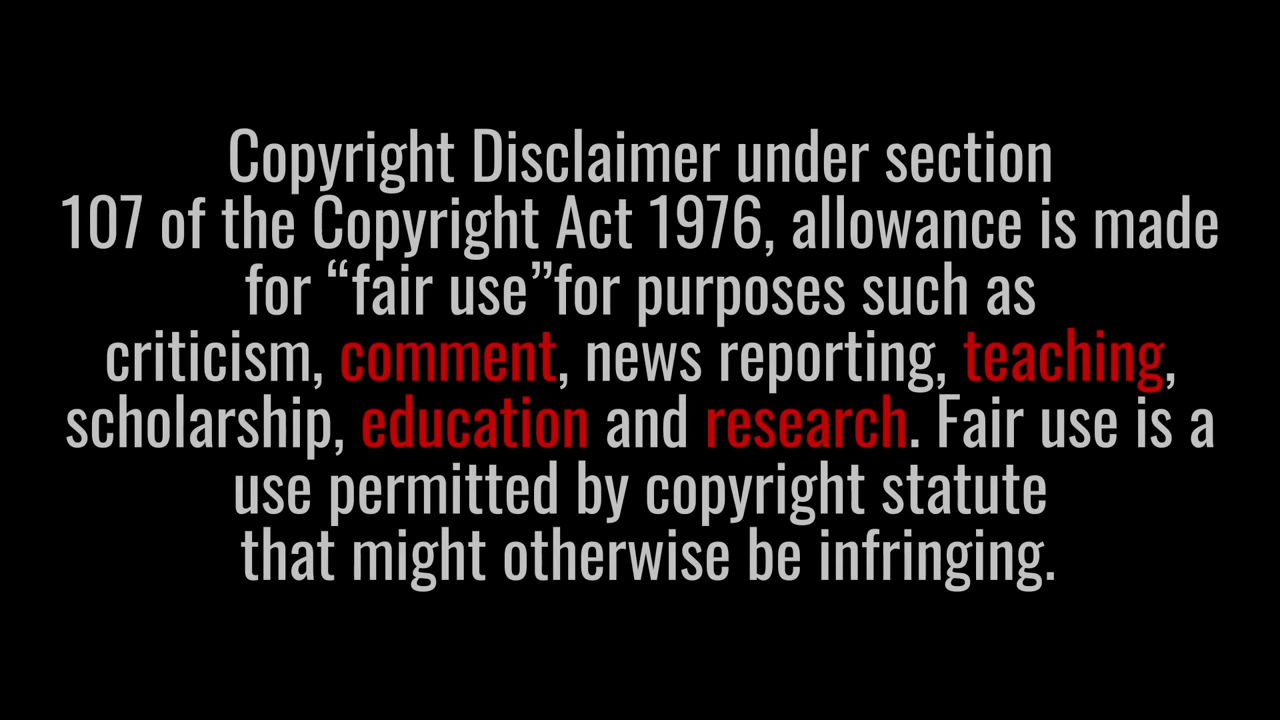 Copyright Disclaimer under section
107 of the Copyright Act 1976, allowance is made
for “fair use”for purposes such as
criticism, comment, news reporting, teaching,
scholarship, education and research. Fair use is a
use permitted by copyright statute
that might otherwise be infringing.